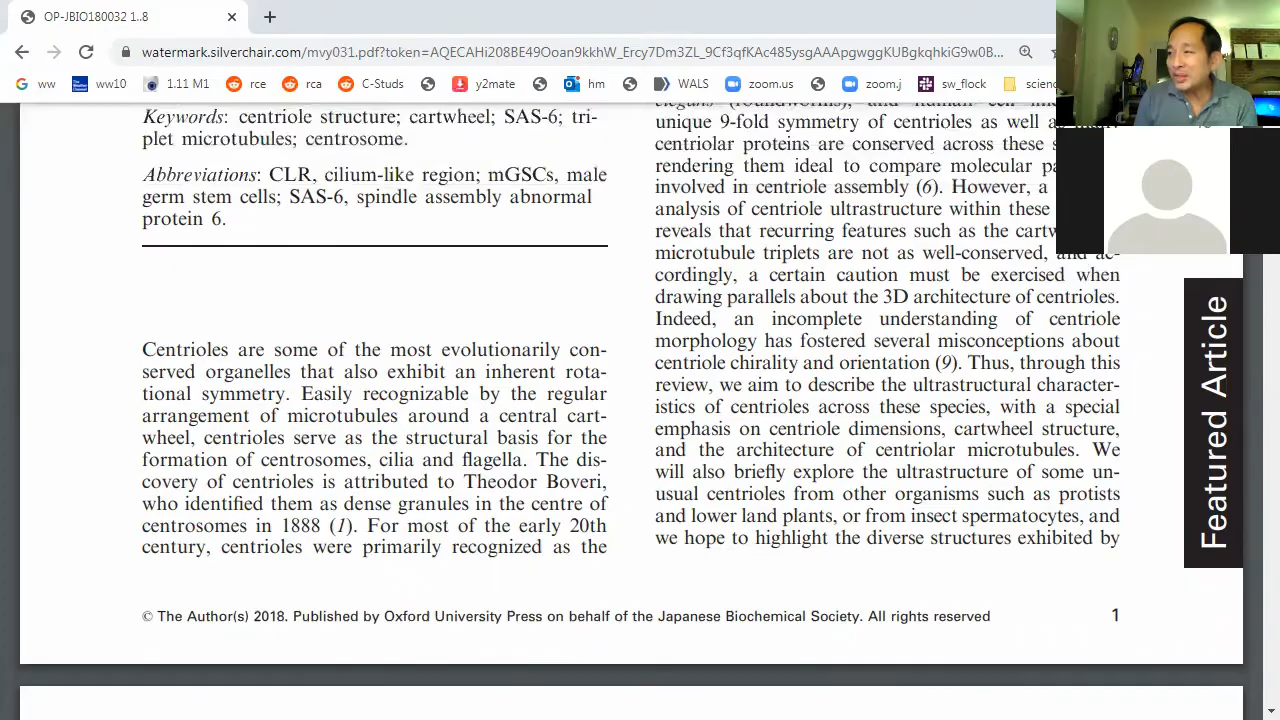 OP-JBIO180032 1..8
watermark.silverchair.com/mvy031.pdf?token=AQECAHi208BE49Ooan9kkhW_Ercy7Dm3ZL_9Cf3qfKAc485ysgAAApgwggKUBgkqhkiG9w0B...
ww
ww10
1.11 M1
rce
rca
C-Studs
y2mate
hm
WALS
zoom.us
zoom.j
sw_flock
scienc
Keywords: centriole structure; cartwheel; SAS-6; tri-
plet microtubules; centrosome.
Abbreviations: CLR, cilium-like region; mGSCs, male
germ stem cells; SAS-6, spindle assembly abnormal
protein 6.
Centrioles are some of the most evolutionarily con-
served organelles that also exhibit an inherent rota-
tional symmetry. Easily recognizable by the regular
arrangement of microtubules around a central cart-
wheel, centrioles serve as the structural basis for the
formation of centrosomes, cilia and flagella. The dis-
covery of centrioles is attributed to Theodor Boveri,
who identified them as dense granules in the centre of
centrosomes in 1888 (1). For most of the early 20th
century, centrioles were primarily recognized as the
elegans (roundworms), and human cell
unique 9-fold symmetry of centrioles as well as
centriolar proteins are conserved across these
rendering them ideal to compare molecular
involved in centriole assembly (6). However, a
analysis of centriole ultrastructure within these
reveals that recurring features such as the
microtubule triplets are not as well-conserved, and ac-
cordingly, a certain caution must be exercised when
drawing parallels about the 3D architecture of centrioles.
Indeed, an incomplete understanding of centriole
morphology has fostered several misconceptions about
centriole chirality and orientation (9). Thus, through this
review, we aim to describe the ultrastructural character-
istics of centrioles across these species, with a special
emphasis on centriole dimensions, cartwheel structure,
and the architecture of centriolar microtubules. We
will also briefly explore the ultrastructure of some un-
usual centrioles from other organisms such as protists
and lower land plants, or from insect spermatocytes, and
we hope to highlight the diverse structures exhibited by
Featured Article
© The Author(s) 2018. Published by Oxford University Press on behalf of the Japanese Biochemical Society. All rights reserved
1